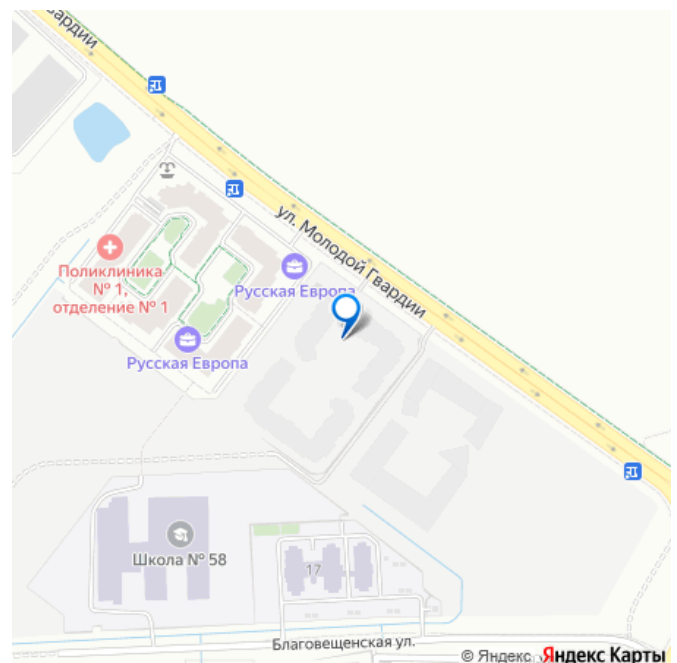 Гвардии
ул. Молодой Гвардии
Поликлиника
№ 1,
отделение № 1
Русская Европа
Русская Европа
Школа № 58
17
Благовещенская ул.
© Яндекс
Яндекс Карты